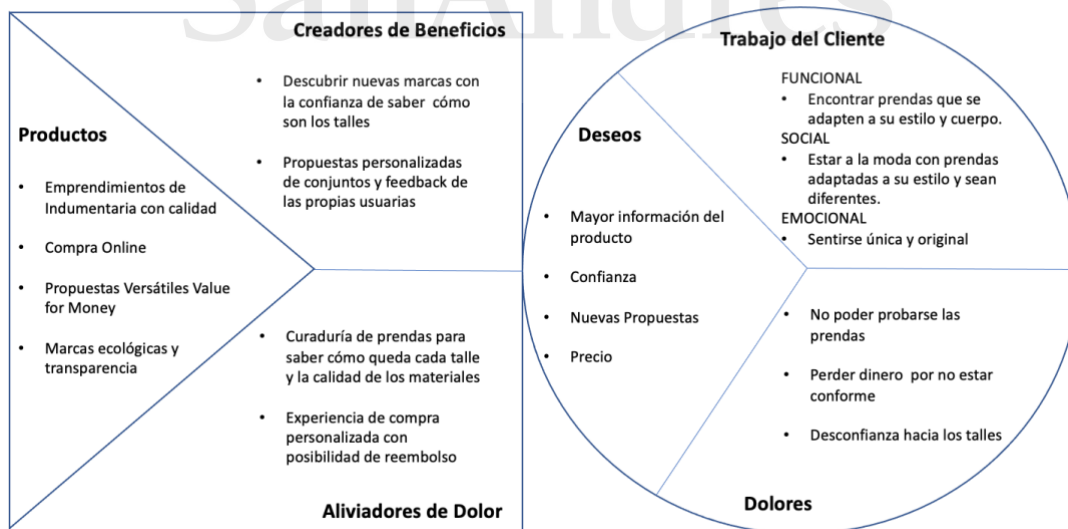 SanAndrés
Creadores de Beneficios
• Descubrir nuevas marcas con
la confianza de saber cómo
son los talles
• Propuestas personalizadas
de conjuntos y feedback de
las propias usuarias
Productos
• Emprendimientos de
Indumentaria con calidad
• Compra Online
• Propuestas Versátiles Value
for Money
• Marcas ecológicas y
transparencia
• Curaduría de prendas para
saber cómo queda cada talle
y la calidad de los materiales
• Experiencia de compra
personalizada con
posibilidad de reembolso
Aliviadores de Dolor
Trabajo del Cliente
FUNCIONAL
• Encontrar prendas que se
adapten a su estilo y cuerpo.
SOCIAL
• Estar a la moda con prendas
adaptadas a su estilo y sean
diferentes.
EMOCIONAL
• Sentirse única y original
Deseos
• Mayor información del
producto
• Confianza
• Nuevas Propuestas
• Precio
• No poder probarse las
prendas
• Perder dinero por no estar
conforme
• Desconfianza hacia los talles
Dolores